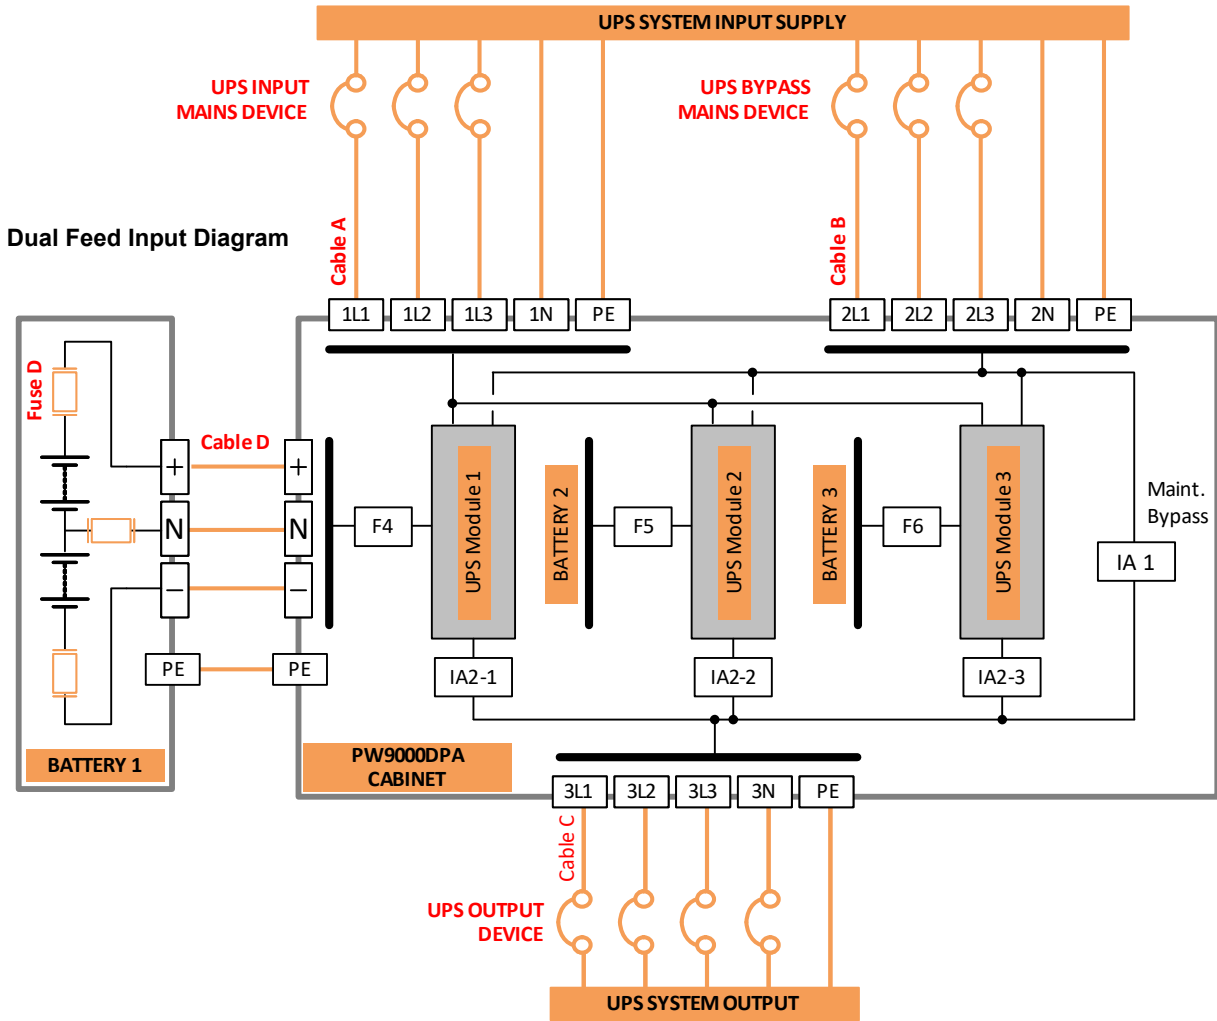 UPS SYSTEM INPUT SUPPLY
UPS INPUT
MAINS DEVICE
UPS BYPASS
MAINS DEVICE
Cable A
Cable B
Dual Feed Input Diagram
1L1
1L2
1L3
1N
PE
2L1
2L2
2L3
2N
PE
Fuse D
Cable D
+
+
N
N
−
−
PE
PE
F4
UPS Module 1
BATTERY 2
F5
UPS Module 2
BATTERY 3
F6
UPS Module 3
Maint.
Bypass
IA 1
IA2-1
IA2-2
IA2-3
BATTERY 1
PW9000DPA
CABINET
3L1
3L2
3L3
3N
PE
Cable C
UPS OUTPUT
DEVICE
UPS SYSTEM OUTPUT